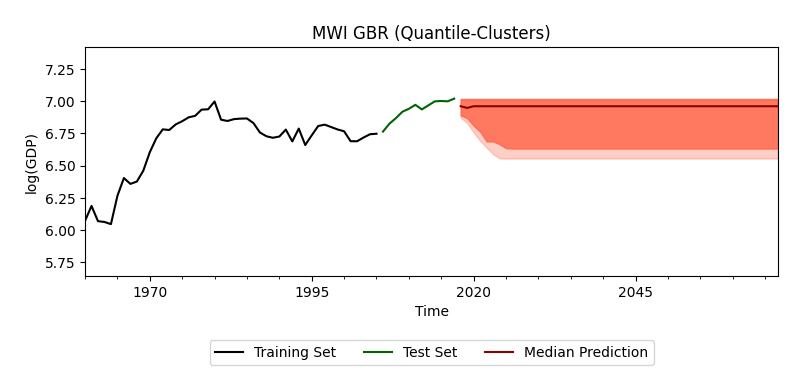 MWI GBR (Quantile-Clusters)
7.25
7.00
6.75
6.50
6.25
6.00
5.75
log(GDP)
1970 1995 2020 2045
Time
Training Set Test Set Median Prediction